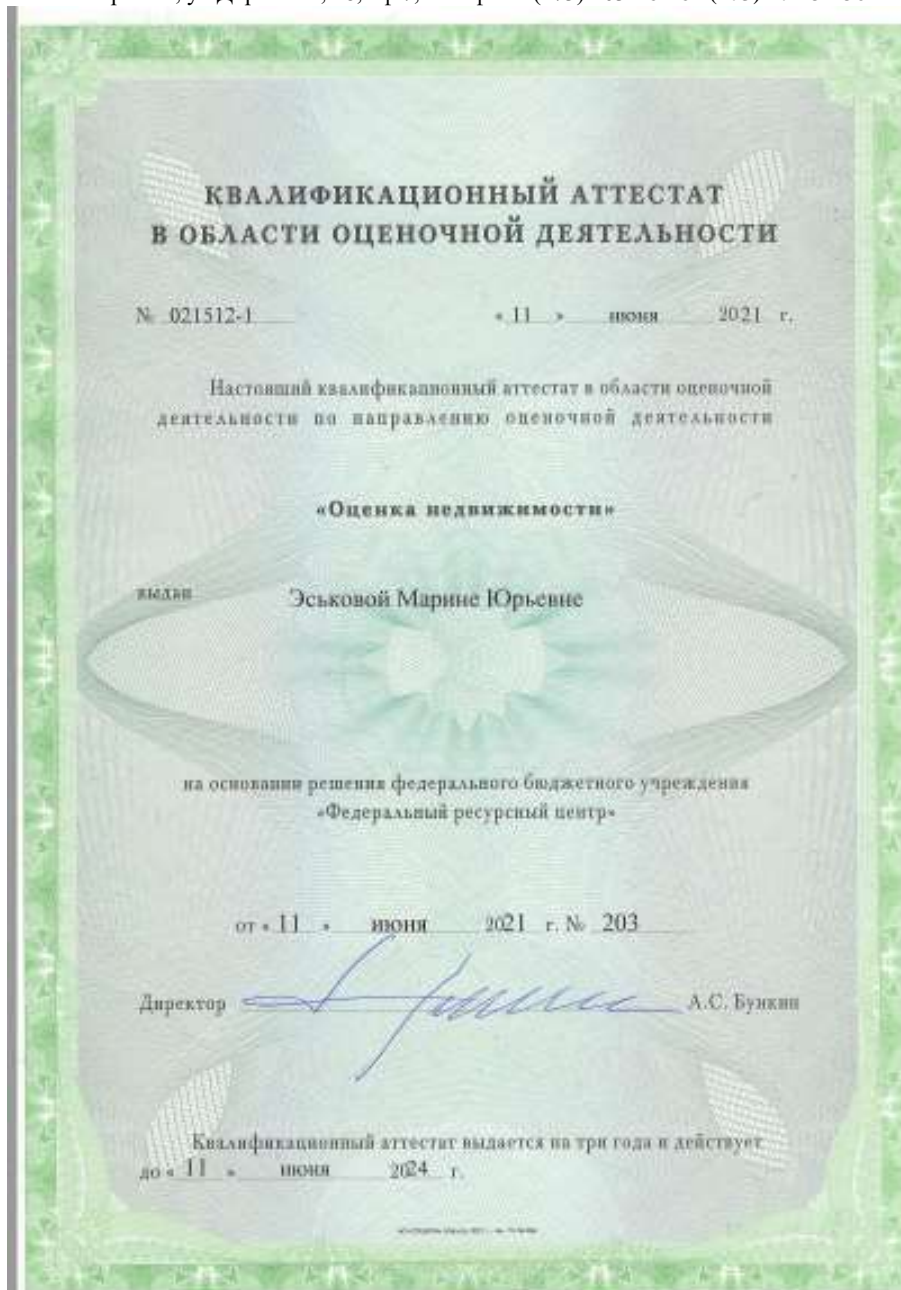 КВАЛИФИКАЦИОННЫЙ АТТЕСТАТ
В ОБЛАСТИ ОЦЕНОЧНОЙ ДЕЯТЕЛЬНОСТИ
№ 021512-1 « 11 » июня 2021 г.
Настоящий квалификационный аттестат в области оценочной
деятельности по направлению оценочной деятельности
«Оценка недвижимости»
выдан Эськовой Марине Юрьевне
на основании решения федерального бюджетного учреждения
«Федеральный ресурсный центр»
от « 11 » июня 2021 г. № 203
Директор А.С. Бункин
Квалификационный аттестат выдается на три года и действует
до « 11 » июня 2024 г.